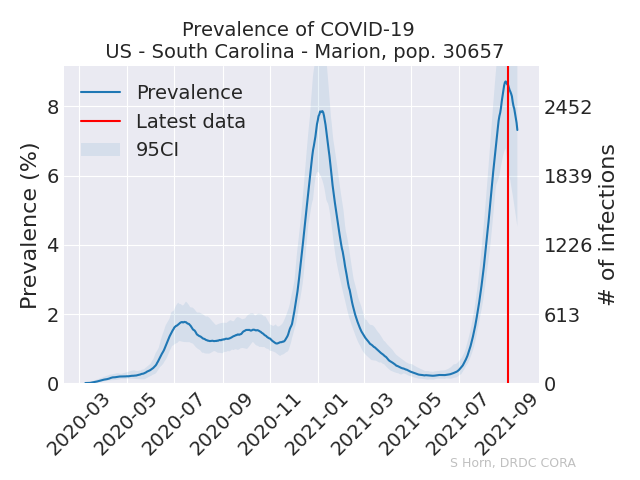 Prevalence of COVID-19
US - South Carolina - Marion, pop. 30657
Prevalence
Latest data
95CI
Prevalence (%)
8
6
4
2
0
2452
1839
1226
613
0
# of infections
2020-03
2020-05
2020-07
2020-09
2020-11
2021-01
2021-03
2021-05
2021-07
2021-09
S Horn, DRDC CORA